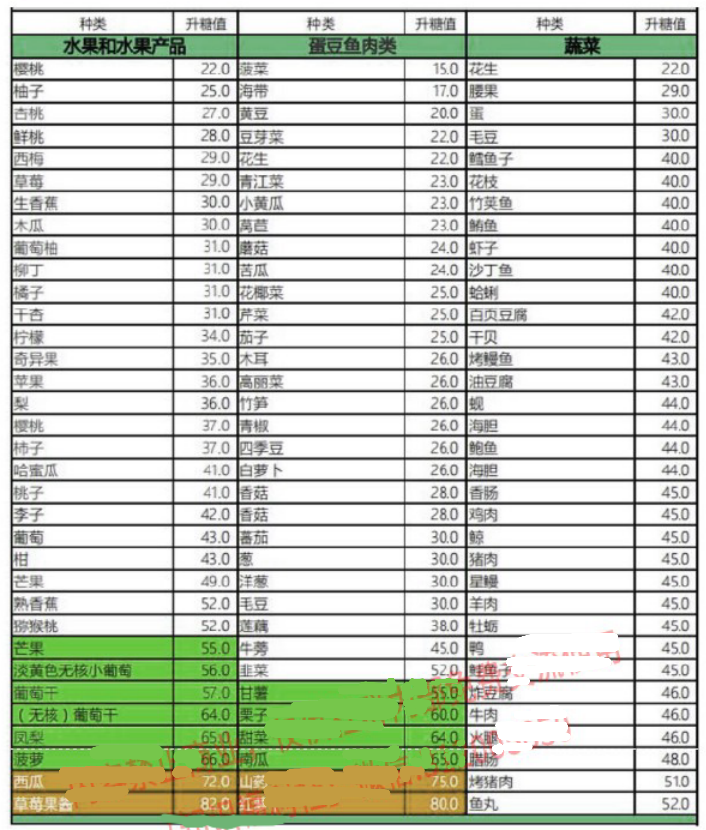 种类 升糖值 种类 升糖值 种类 升糖值
水果和水果产品 蛋豆鱼肉类 蔬菜
樱桃 22.0 菠菜 15.0 花生 22.0
柚子 25.0 海带 17.0 腰果 29.0
杏桃 27.0 黄豆 20.0 蛋 30.0
鲜桃 28.0 豆芽菜 22.0 毛豆 30.0
西梅 29.0 花生 22.0 鳕鱼子 40.0
草莓 29.0 青江菜 23.0 花枝 40.0
生香蕉 30.0 小黄瓜 23.0 竹荚鱼 40.0
木瓜 30.0 莴苣 23.0 鲔鱼 40.0
葡萄柚 31.0 蘑菇 24.0 虾子 40.0
柳丁 31.0 苦瓜 24.0 沙丁鱼 40.0
橘子 31.0 花椰菜 25.0 蛤蜊 40.0
干杏 31.0 芹菜 25.0 百页豆腐 42.0
柠檬 34.0 茄子 25.0 干贝 42.0
奇异果 35.0 木耳 26.0 烤鳗鱼 43.0
苹果 36.0 高丽菜 26.0 油豆腐 43.0
梨 36.0 竹笋 26.0 蚬 44.0
樱桃 37.0 青椒 26.0 海胆 44.0
柿子 37.0 四季豆 26.0 鲍鱼 44.0
哈蜜瓜 41.0 白萝卜 26.0 海胆 44.0
桃子 41.0 香菇 28.0 香肠 45.0
李子 42.0 香菇 28.0 鸡肉 45.0
葡萄 43.0 蕃茄 30.0 鲸 45.0
柑 43.0 葱 30.0 猪肉 45.0
芒果 49.0 洋葱 30.0 星鳗 45.0
熟香蕉 52.0 毛豆 30.0 羊肉 45.0
猕猴桃 52.0 莲藕 38.0 牡蛎 45.0
芒果 55.0 牛蒡 45.0 鸭 45.0
淡黄色无核小葡萄 56.0 韭菜 52.0 鲑鱼子 45.0
葡萄干 57.0 甘薯 55.0 炸豆腐 46.0
（无核）葡萄干 64.0 栗子 60.0 牛肉 46.0
凤梨 65.0 甜菜 64.0 火腿 46.0
菠萝 66.0 南瓜 65.0 腊肠 48.0
西瓜 72.0 山药 75.0 烤猪肉 51.0
草莓果酱 82.0 80.0 鱼丸 52.0